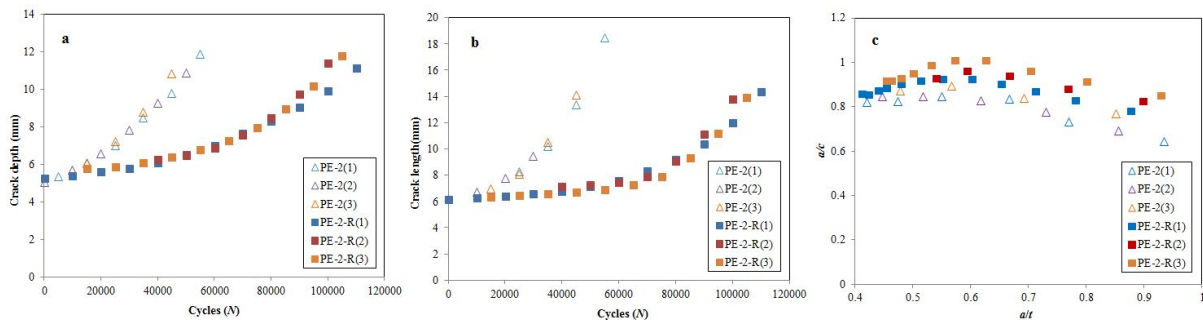 a
14
12
10
8
6
4
2
0
Crack depth (mm)
0 20000 40000 60000 80000 100000 120000
Cycles (N)
PE-2(1)
PE-2(2)
PE-2(3)
PE-2-R(1)
PE-2-R(2)
PE-2-R(3)
b
20
18
16
14
12
10
8
6
4
2
0
Crack length(mm)
0 20000 40000 60000 80000 100000 120000
Cycles (N)
PE-2(1)
PE-2(2)
PE-2(3)
PE-2-R(1)
PE-2-R(2)
PE-2-R(3)
c
1.2
1
0.8
0.6
0.4
0.2
0
a/c
0.4 0.5 0.6 0.7 0.8 0.9 1
a/t
PE-2(1)
PE-2(2)
PE-2(3)
PE-2-R(1)
PE-2-R(2)
PE-2-R(3)